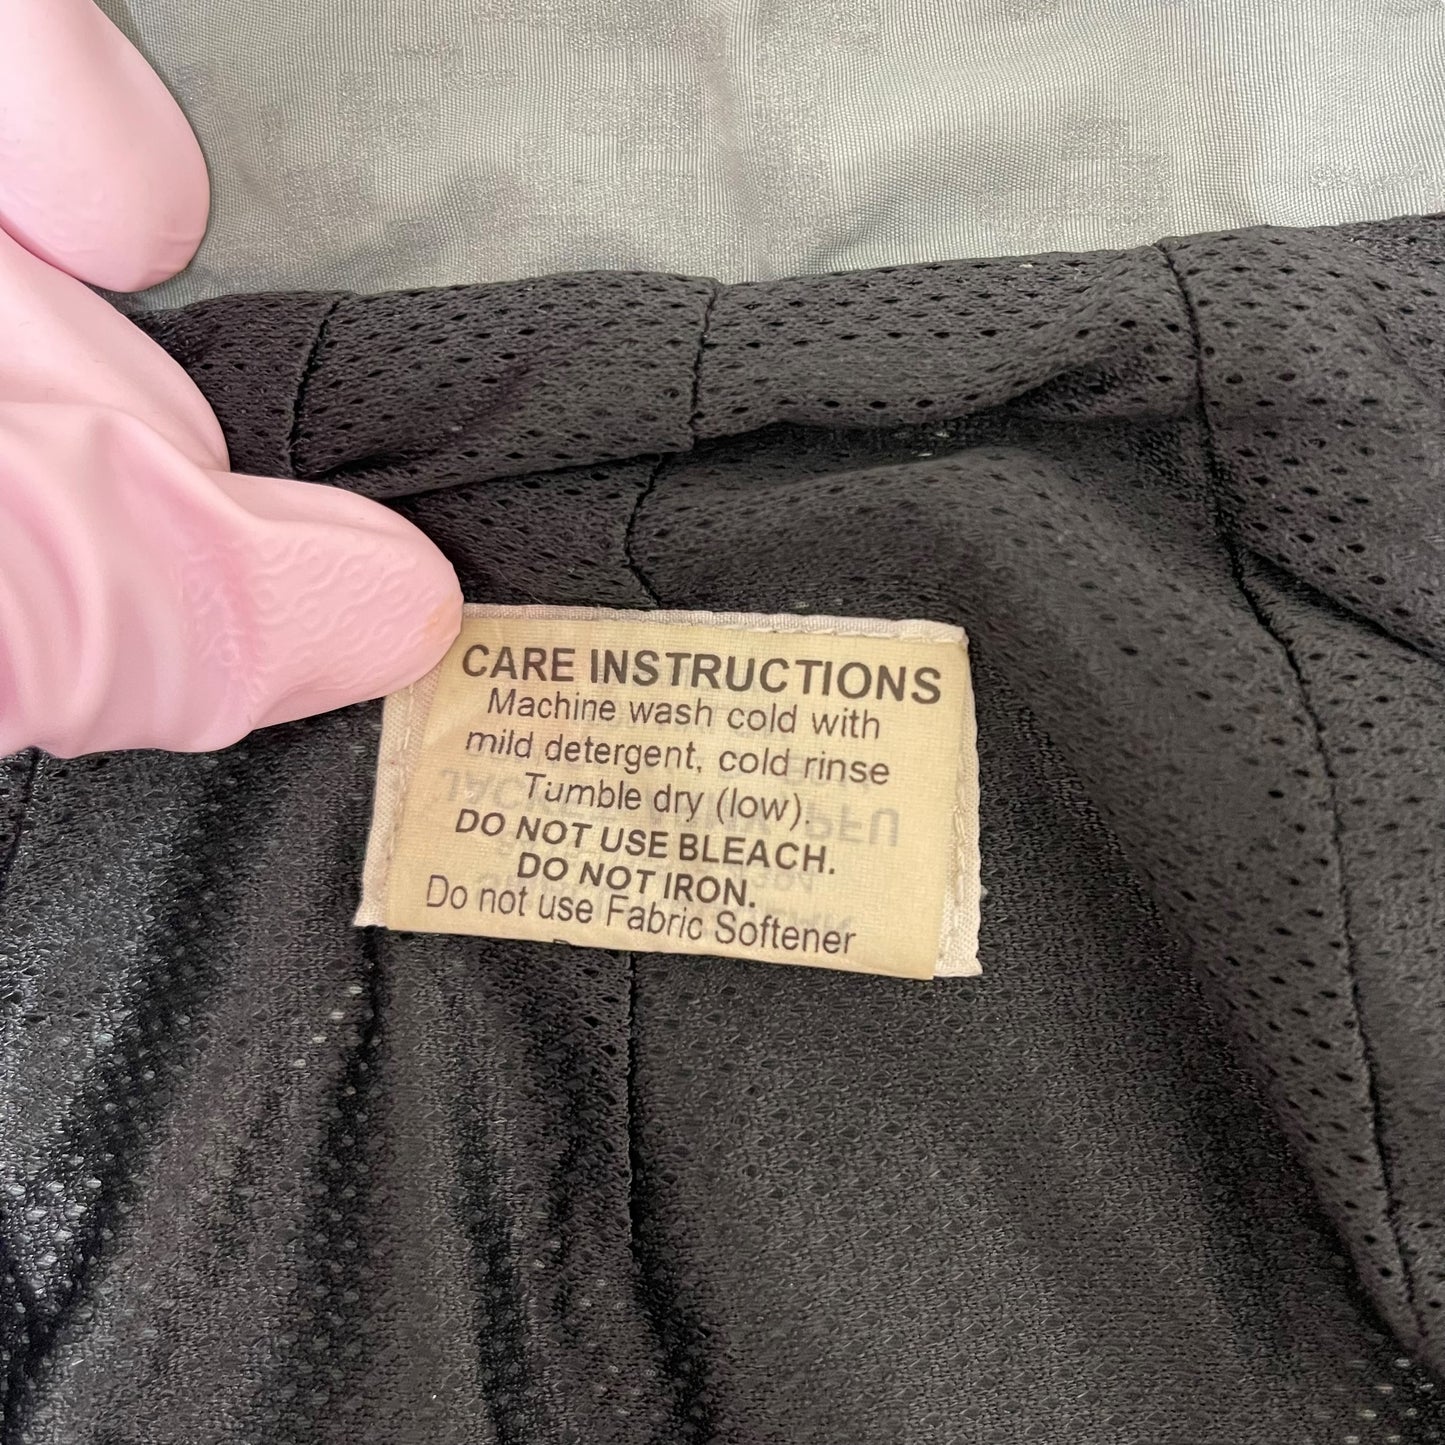 CARE INSTRUCTIONS
Machine wash cold with
mild detergent, cold rinse
Tumble dry (low).
DO NOT USE BLEACH.
DO NOT IRON.
Do not use Fabric Softener